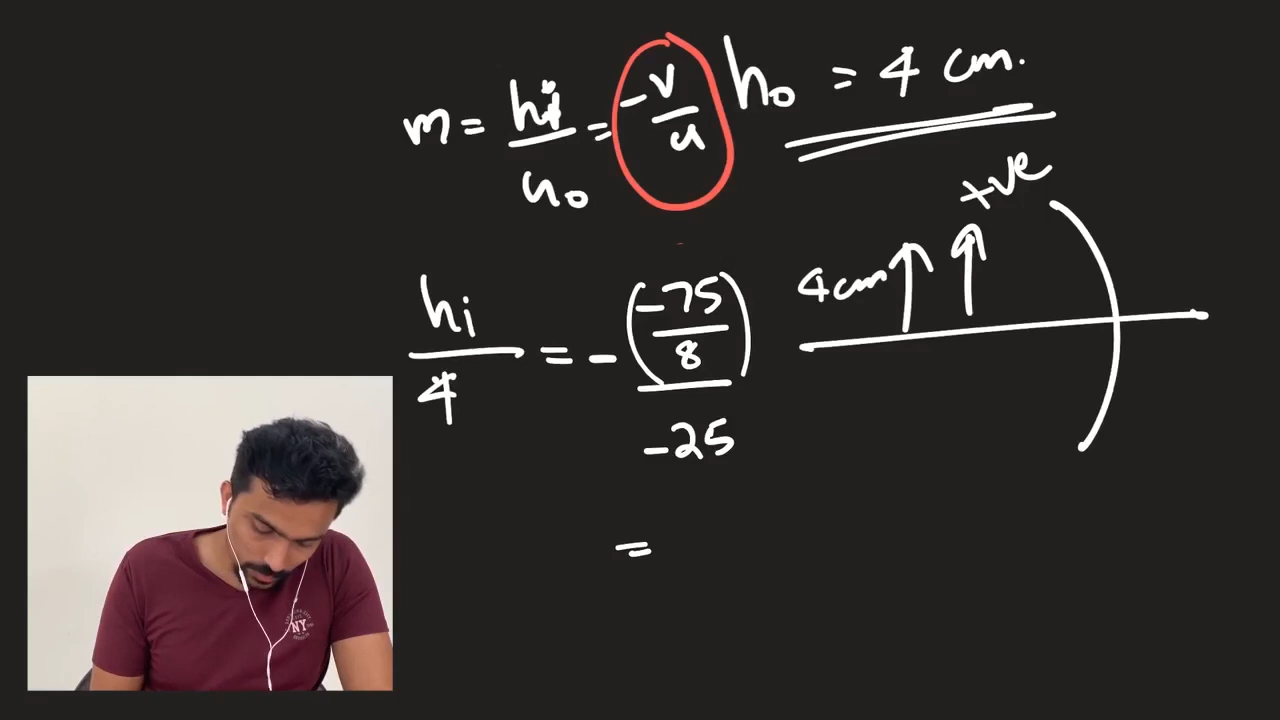 m = hi/ho = -v/u
ho = 4 cm.
+ve
4cm
hi/4 = -(-75/8)/-25
=
NY